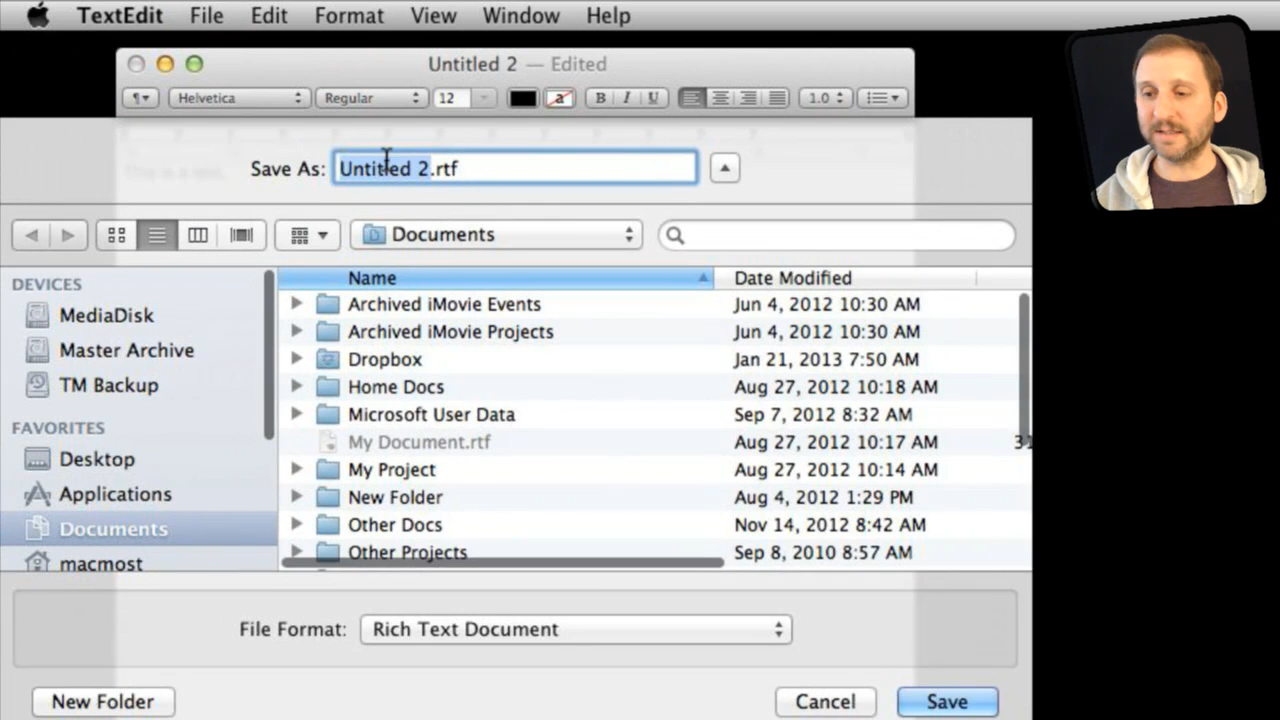 TextEdit File Edit Format View Window Help
Untitled 2 — Edited
Helvetica Regular 12 a B I U 1.0
Save As: Untitled 2.rtf
Documents
DEVICES
MediaDisk
Master Archive
TM Backup
FAVORITES
Desktop
Applications
Documents
macmost
Name Date Modified
Archived iMovie Events Jun 4, 2012 10:30 AM
Archived iMovie Projects Jun 4, 2012 10:30 AM
Dropbox Jan 21, 2013 7:50 AM
Home Docs Aug 27, 2012 10:18 AM
Microsoft User Data Sep 7, 2012 8:32 AM
My Document.rtf Aug 27, 2012 10:17 AM
My Project Aug 27, 2012 10:14 AM
New Folder Aug 4, 2012 1:29 PM
Other Docs Nov 14, 2012 8:42 AM
Other Projects Sep 8, 2010 8:57 AM
File Format: Rich Text Document
New Folder Cancel Save